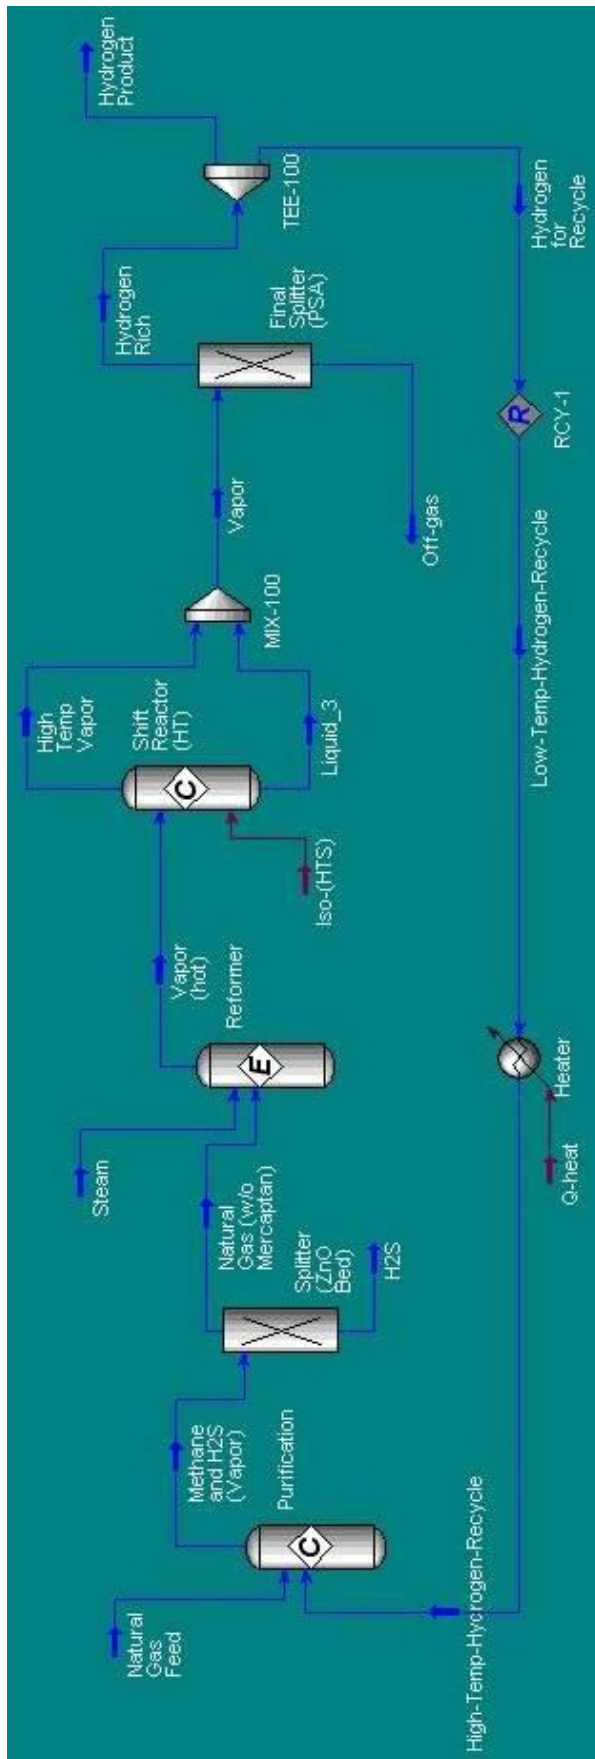 Natural
Gas
Feed
High-Temp-Hydrogen-Recycle
C
Purification
Methane
and H2S
(Vapor)
Splitter
(ZnO
Bed)
H2S
Natural
Gas (w/o
Mercaptan)
Steam
E
Reformer
Vapor
(hot)
Iso-(HTS)
C
Shift
Reactor
(HT)
High
Temp
Vapor
Liquid_3
MIX-100
Vapor
Final
Splitter
(PSA)
Off-gas
Hydrogen
Rich
TEE-100
Hydrogen
Product
Hydrogen
for
Recycle
R
RCY-1
Low-Temp-Hydrogen-Recycle
Heater
Q-heat